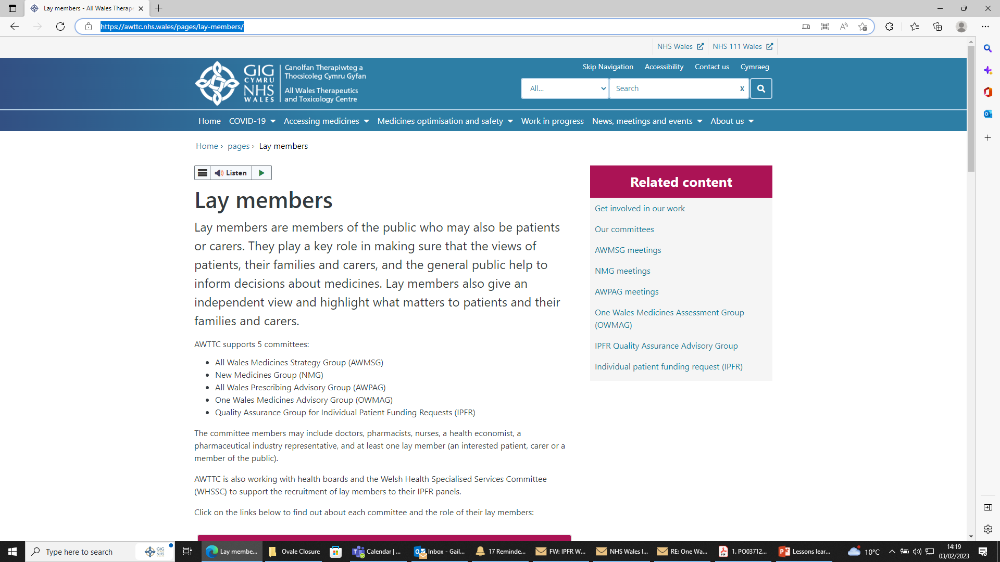 Lay members - All Wales Therape
https://awttc.nhs.wales/pages/lay-members/
NHS Wales
NHS 111 Wales
GIG
CYMRU
NHS
WALES
Canolfan Therapiwteg a
Thocsicoleg Cymru Gyfan
All Wales Therapeutics
and Toxicology Centre
Skip Navigation Accessibility Contact us Cymraeg
All... Search x
Home COVID-19 Accessing medicines Medicines optimisation and safety Work in progress News, meetings and events About us
Home › pages › Lay members
Listen
Lay members
Lay members are members of the public who may also be patients
or carers. They play a key role in making sure that the views of
patients, their families and carers, and the general public help to
inform decisions about medicines. Lay members also give an
independent view and highlight what matters to patients and their
families and carers.
AWTTC supports 5 committees:
• All Wales Medicines Strategy Group (AWMSG)
• New Medicines Group (NMG)
• All Wales Prescribing Advisory Group (AWPAG)
• One Wales Medicines Advisory Group (OWMAG)
• Quality Assurance Group for Individual Patient Funding Requests (IPFR)
The committee members may include doctors, pharmacists, nurses, a health economist, a
pharmaceutical industry representative, and at least one lay member (an interested patient, carer or a
member of the public).
AWTTC is also working with health boards and the Welsh Health Specialised Services Committee
(WHSSC) to support the recruitment of lay members to their IPFR panels.
Click on the links below to find out about each committee and the role of their lay members:
Related content
Get involved in our work
Our committees
AWMSG meetings
NMG meetings
AWPAG meetings
One Wales Medicines Assessment Group
(OWMAG)
IPFR Quality Assurance Advisory Group
Individual patient funding request (IPFR)
Type here to search
GIG
NHS
Lay membe...
Ovale Closure
Calendar | ...
Inbox - Gail...
17 Reminde...
FW: IPFR W...
NHS Wales I...
RE: One Wa...
1. PO03712...
Lessons lear...
10°C
14:19
03/02/2023